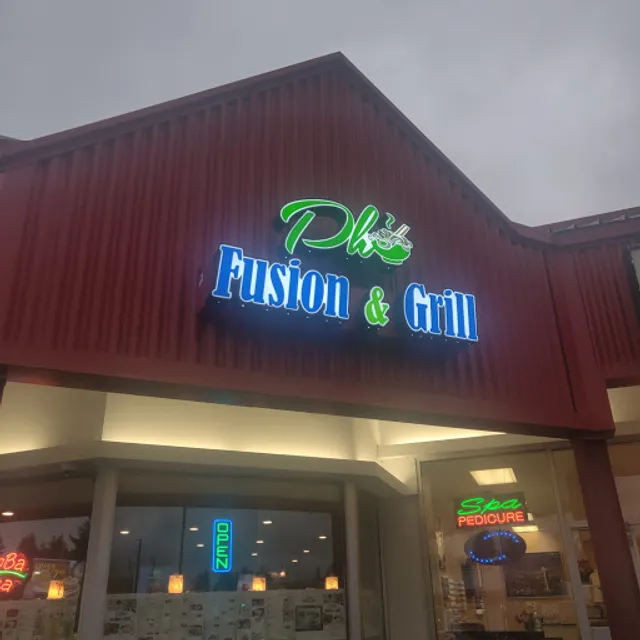 Phở
Fusion & Grill
OPEN
Spa
PEDICURE